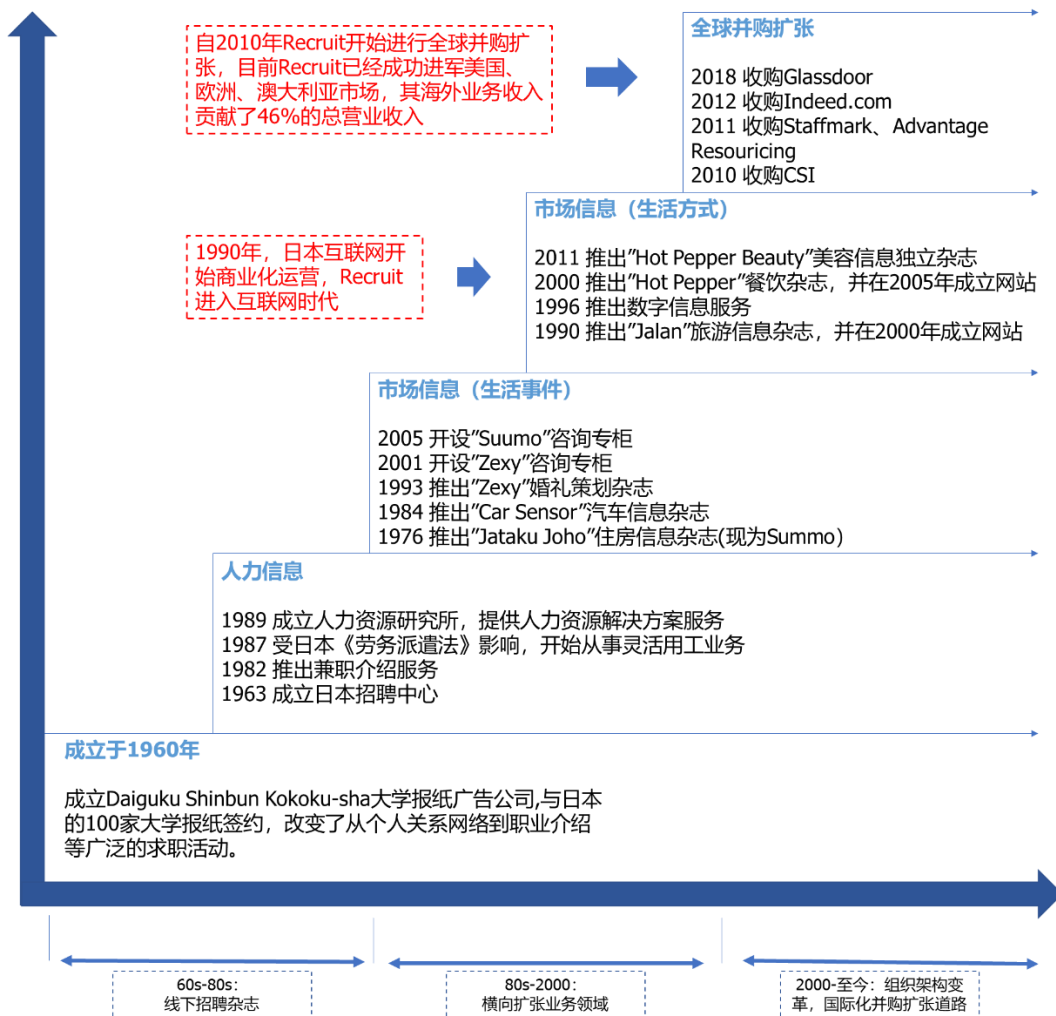 全球并购扩张
2018 收购Glassdoor
2012 收购Indeed.com
2011 收购Staffmark、Advantage
Resouricing
2010 收购CSI
自2010年Recruit开始进行全球并购扩
张，目前Recruit已经成功进军美国、
欧洲、澳大利亚市场，其海外业务收入
贡献了46%的总营业收入
市场信息（生活方式）
2011 推出”Hot Pepper Beauty”美容信息独立杂志
2000 推出”Hot Pepper”餐饮杂志，并在2005年成立网站
1996 推出数字信息服务
1990 推出”Jalan”旅游信息杂志，并在2000年成立网站
1990年，日本互联网开
始商业化运营，Recruit
进入互联网时代
市场信息（生活事件）
2005 开设”Suumo”咨询专柜
2001 开设”Zexy”咨询专柜
1993 推出”Zexy”婚礼策划杂志
1984 推出”Car Sensor”汽车信息杂志
1976 推出”Jataku Joho”住房信息杂志(现为Summo）
人力信息
1989 成立人力资源研究所，提供人力资源解决方案服务
1987 受日本《劳务派遣法》影响，开始从事灵活用工业务
1982 推出兼职介绍服务
1963 成立日本招聘中心
成立于1960年
成立Daiguku Shinbun Kokoku-sha大学报纸广告公司,与日本
的100家大学报纸签约，改变了从个人关系网络到职业介绍
等广泛的求职活动。
60s-80s：
线下招聘杂志
80s-2000：
横向扩张业务领域
2000-至今：组织架构变
革，国际化并购扩张道路